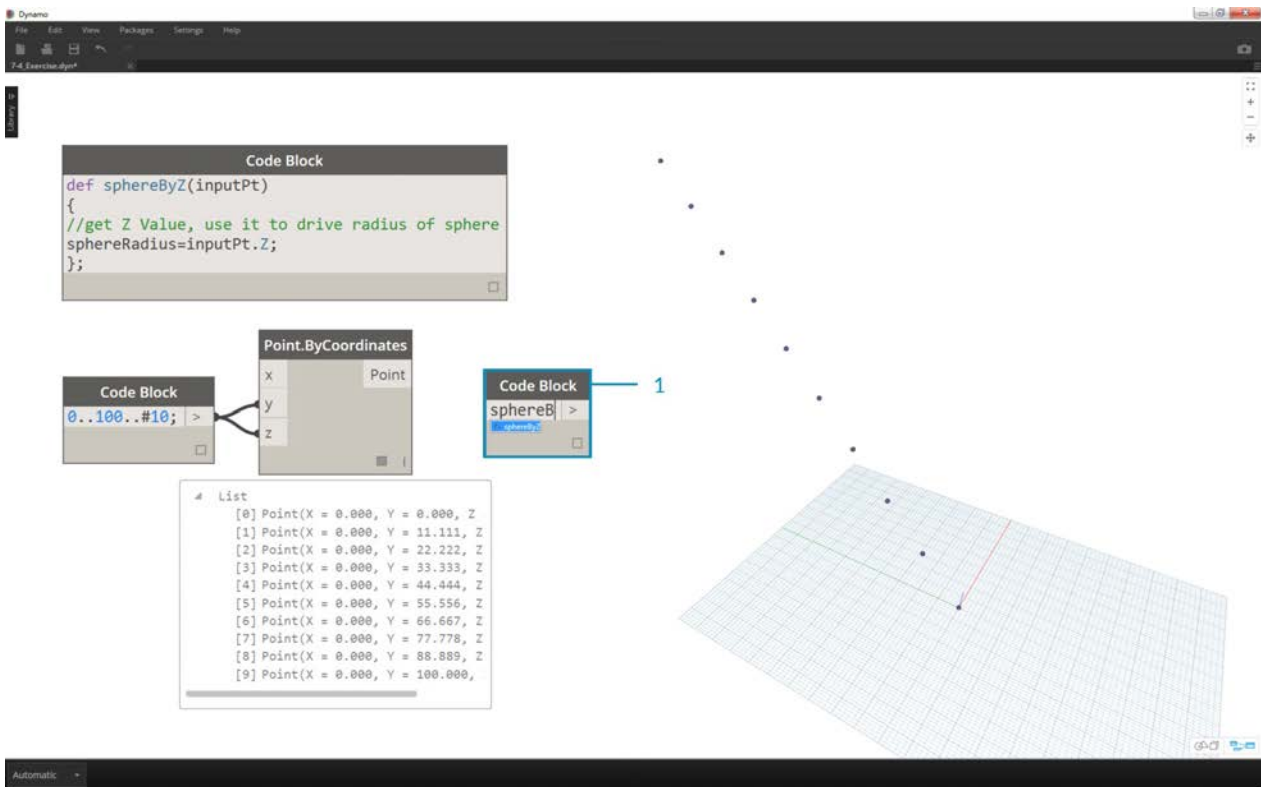 Dynamo
File Edit View Packages Settings Help
7-4_Exercise.dyn*
Library
Code Block
def sphereByZ(inputPt)
{
//get Z Value, use it to drive radius of sphere
sphereRadius=inputPt.Z;
};
Point.ByCoordinates
x Point
y
z
Code Block
0..100..#10; >
Code Block
sphereB >
sphereByZ
1
List
[0] Point(X = 0.000, Y = 0.000, Z
[1] Point(X = 0.000, Y = 11.111, Z
[2] Point(X = 0.000, Y = 22.222, Z
[3] Point(X = 0.000, Y = 33.333, Z
[4] Point(X = 0.000, Y = 44.444, Z
[5] Point(X = 0.000, Y = 55.556, Z
[6] Point(X = 0.000, Y = 66.667, Z
[7] Point(X = 0.000, Y = 77.778, Z
[8] Point(X = 0.000, Y = 88.889, Z
[9] Point(X = 0.000, Y = 100.000,
Automatic